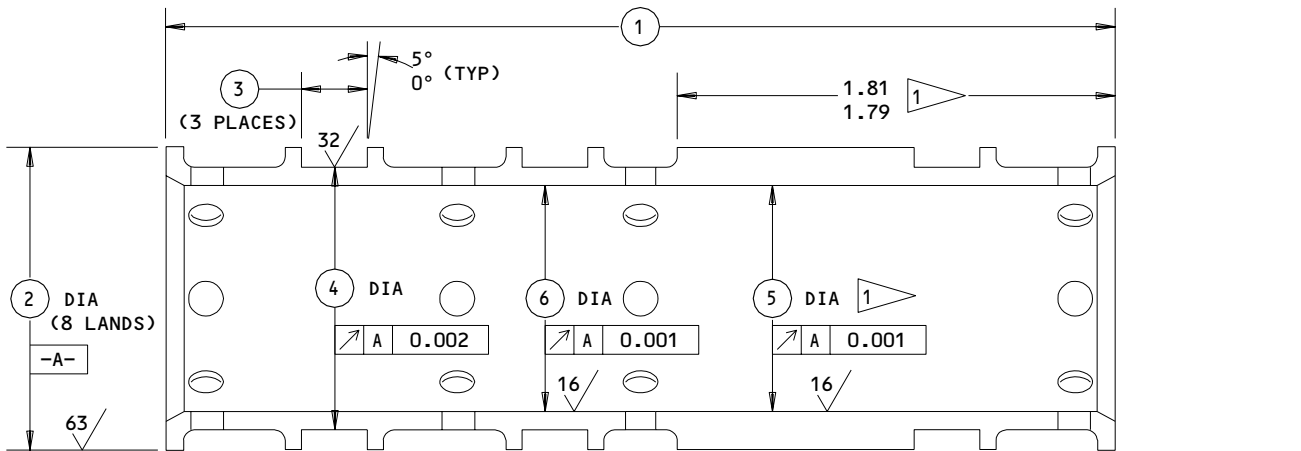 1
5°
0° (TYP)
3
(3 PLACES)
1.81
1.79
1
32
2 DIA
(8 LANDS)
-A-
63
4 DIA
A 0.002
6 DIA
A 0.001
16
5 DIA 1
A 0.001
16